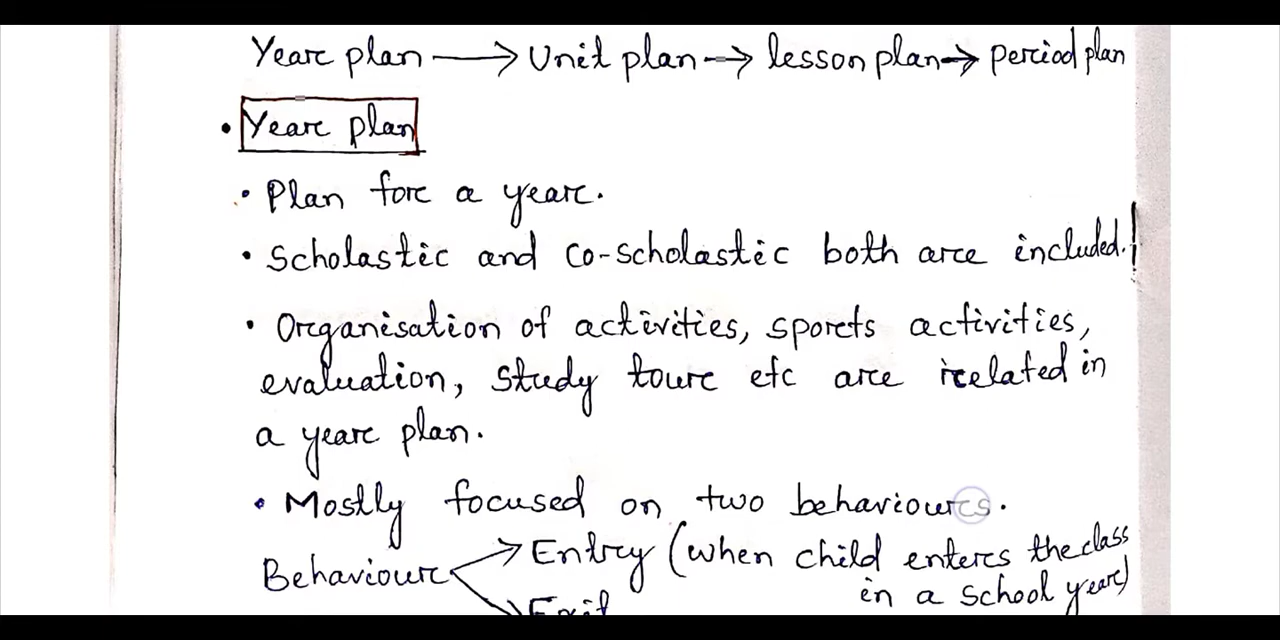 Year plan → Unit plan → lesson plan → period plan
• Year plan
• Plan for a year.
• Scholastic and co-scholastic both are included.
• Organisation of activities, sports activities,
evaluation, study tour etc are related in
a year plan.
• Mostly focused on two behaviours.
Behaviour → Entry (when child enters the class
in a school year)
Exit